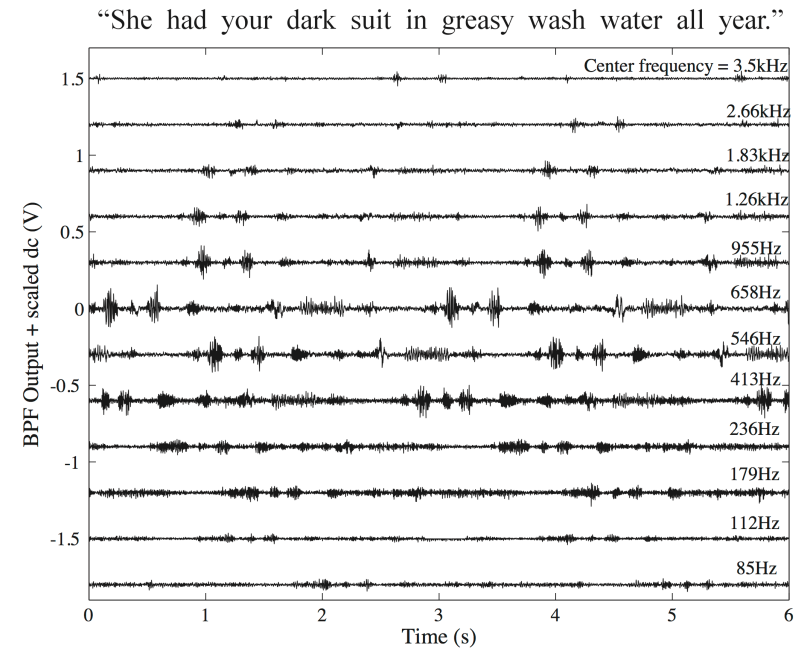 “She had your dark suit in greasy wash water all year.”
Center frequency = 3.5kHz
1.5
2.66kHz
1
1.83kHz
1.26kHz
0.5
955Hz
658Hz
0
546Hz
413Hz
-0.5
236Hz
-1
179Hz
112Hz
-1.5
85Hz
BPF Output + scaled dc (V)
0 1 2 3 4 5 6
Time (s)